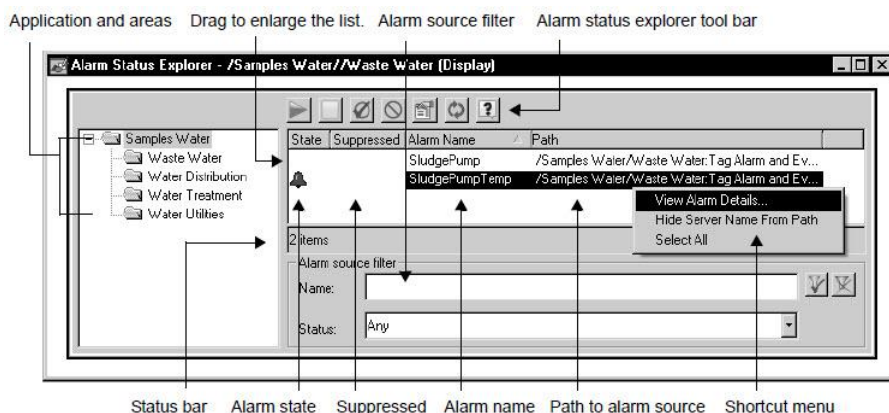 Application and areas Drag to enlarge the list. Alarm source filter Alarm status explorer tool bar
Alarm Status Explorer - /Samples Water//Waste Water (Display)
Samples Water
Waste Water
Water Distribution
Water Treatment
Water Utilities
State Suppressed Alarm Name Path
SludgePump /Samples Water/Waste Water:Tag Alarm and Ev...
SludgePumpTemp /Samples Water/Waste Water:Tag Alarm and Ev...
View Alarm Details...
Hide Server Name From Path
Select All
2 items
Alarm source filter
Name:
Status: Any
Status bar Alarm state Suppressed Alarm name Path to alarm source Shortcut menu